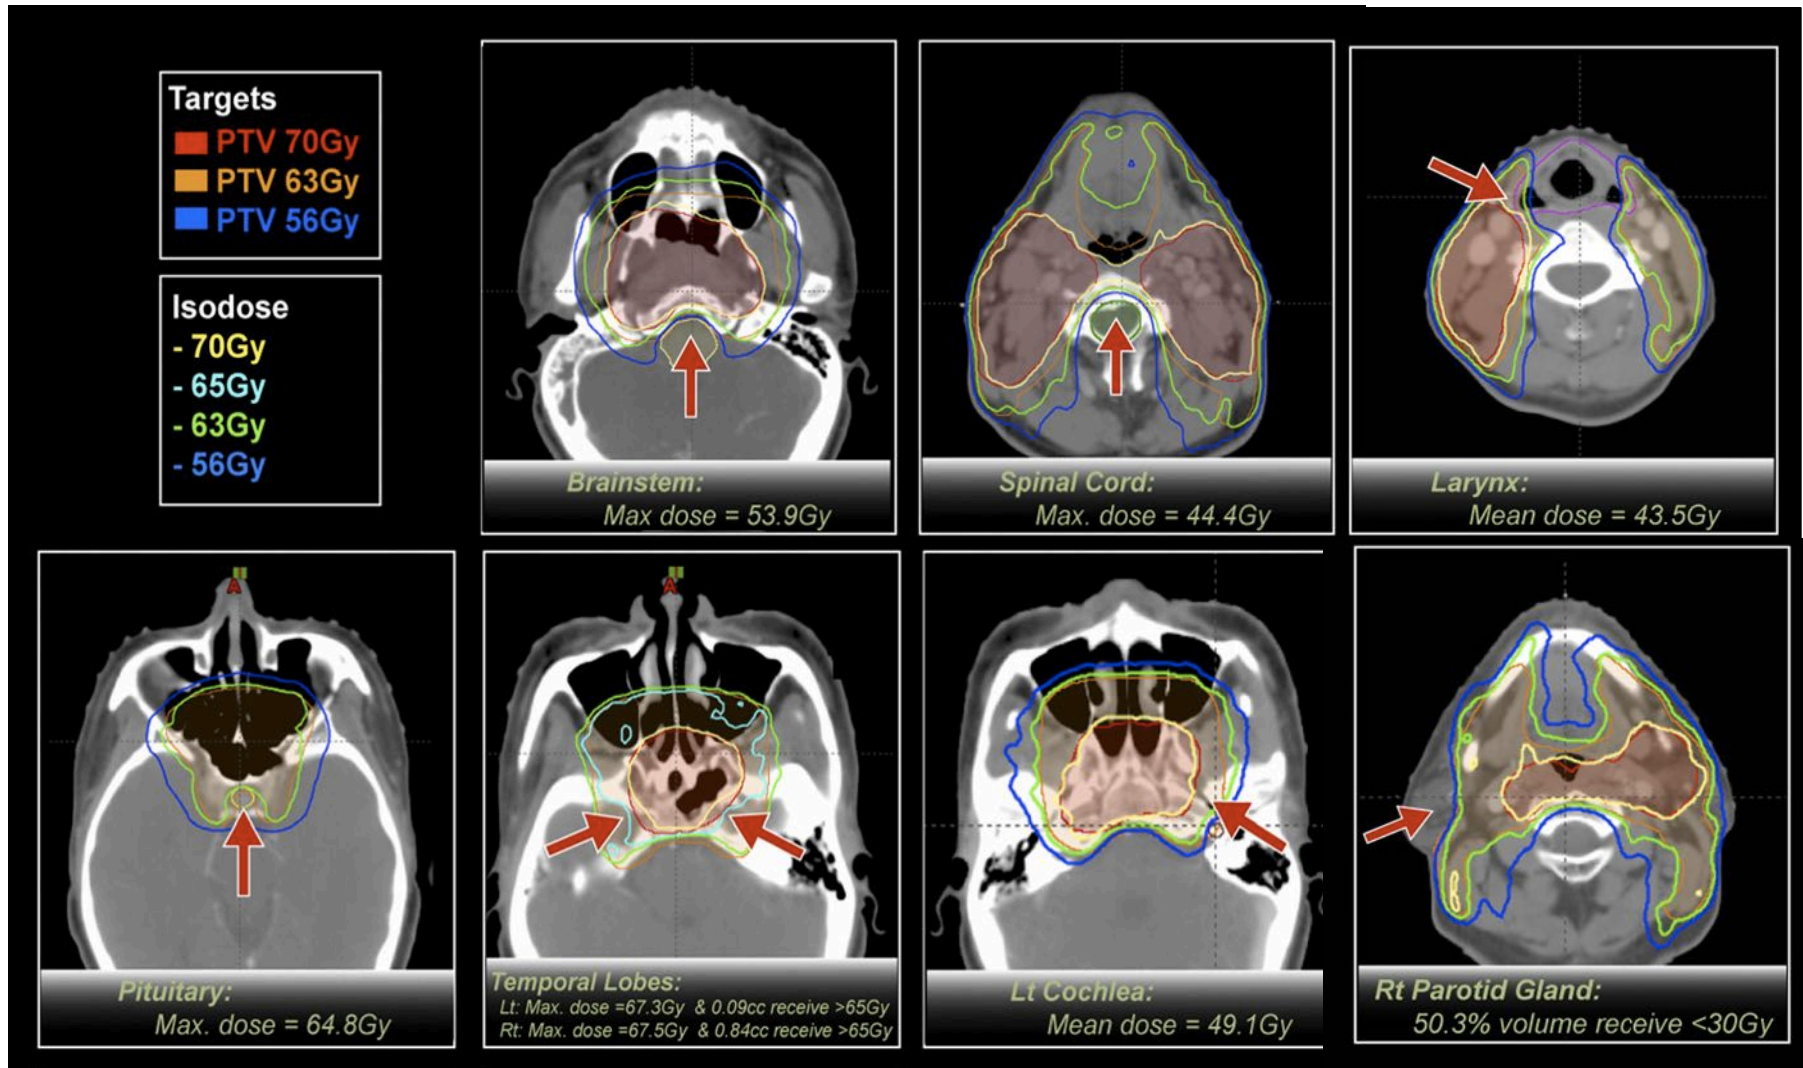 Targets
PTV 70Gy
PTV 63Gy
PTV 56Gy
Isodose
- 70Gy
- 65Gy
- 63Gy
- 56Gy
Brainstem:
Max dose = 53.9Gy
Spinal Cord:
Max. dose = 44.4Gy
Larynx:
Mean dose = 43.5Gy
A
Pituitary:
Max. dose = 64.8Gy
A
Temporal Lobes:
Lt: Max. dose =67.3Gy & 0.09cc receive >65Gy
Rt: Max. dose =67.5Gy & 0.84cc receive >65Gy
Lt Cochlea:
Mean dose = 49.1Gy
Rt Parotid Gland:
50.3% volume receive <30Gy